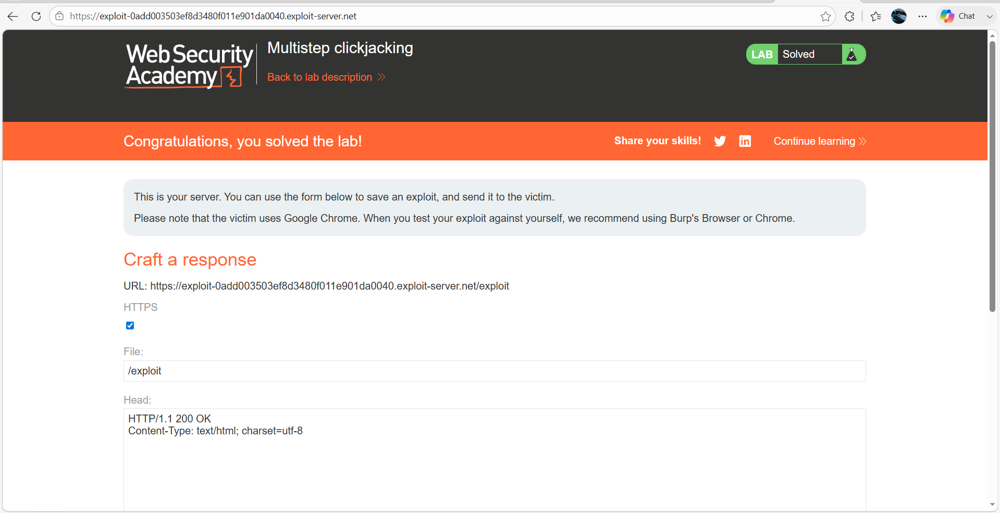 https://exploit-0add003503ef8d3480f011e901da0040.exploit-server.net
Chat
WebSecurity
Academy
Multistep clickjacking
Back to lab description
LAB Solved
Congratulations, you solved the lab!
Share your skills!
Continue learning
This is your server. You can use the form below to save an exploit, and send it to the victim.
Please note that the victim uses Google Chrome. When you test your exploit against yourself, we recommend using Burp's Browser or Chrome.
Craft a response
URL: https://exploit-0add003503ef8d3480f011e901da0040.exploit-server.net/exploit
HTTPS
File:
/exploit
Head:
HTTP/1.1 200 OK
Content-Type: text/html; charset=utf-8